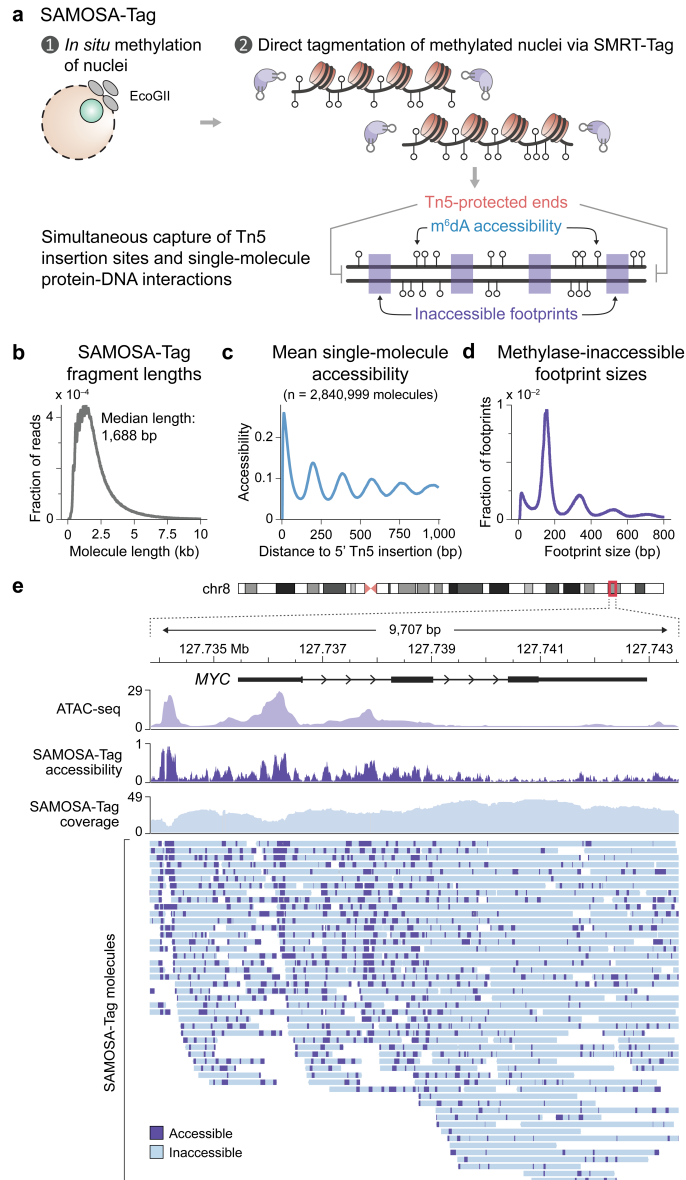 a SAMOSA-Tag
1 In situ methylation
of nuclei
EcoGII
2 Direct tagmentation of methylated nuclei via SMRT-Tag
Simultaneous capture of Tn5
insertion sites and single-molecule
protein-DNA interactions
Tn5-protected ends
m⁶dA accessibility
Inaccessible footprints
b SAMOSA-Tag
fragment lengths
x 10⁻⁴
Median length:
1,688 bp
Fraction of reads
4
0
0 2.5 5 7.5 10
Molecule length (kb)
c Mean single-molecule
accessibility
(n = 2,840,999 molecules)
Accessibility
0.2
0.1
0
0 250 500 750 1,000
Distance to 5' Tn5 insertion (bp)
d Methylase-inaccessible
footprint sizes
x 10⁻²
Fraction of footprints
1
0
0 200 400 600 800
Footprint size (bp)
e
chr8
9,707 bp
127.735 Mb 127.737 127.739 127.741 127.743
MYC
ATAC-seq
29
0
SAMOSA-Tag
accessibility
1
0
SAMOSA-Tag
coverage
49
0
SAMOSA-Tag molecules
Accessible
Inaccessible